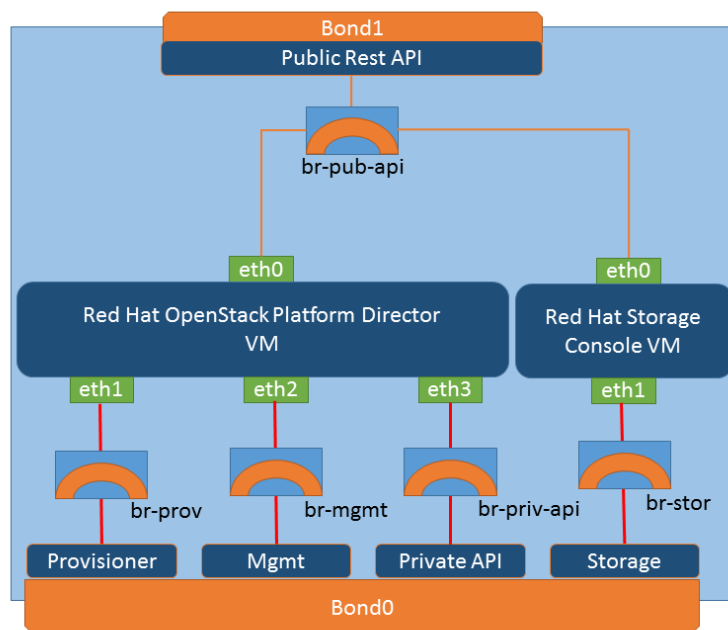 Bond1
Public Rest API
br-pub-api
eth0
eth0
Red Hat OpenStack Platform Director
VM
Red Hat Storage
Console VM
eth1
eth2
eth3
eth1
br-prov
br-mgmt
br-priv-api
br-stor
Provisioner
Mgmt
Private API
Storage
Bond0